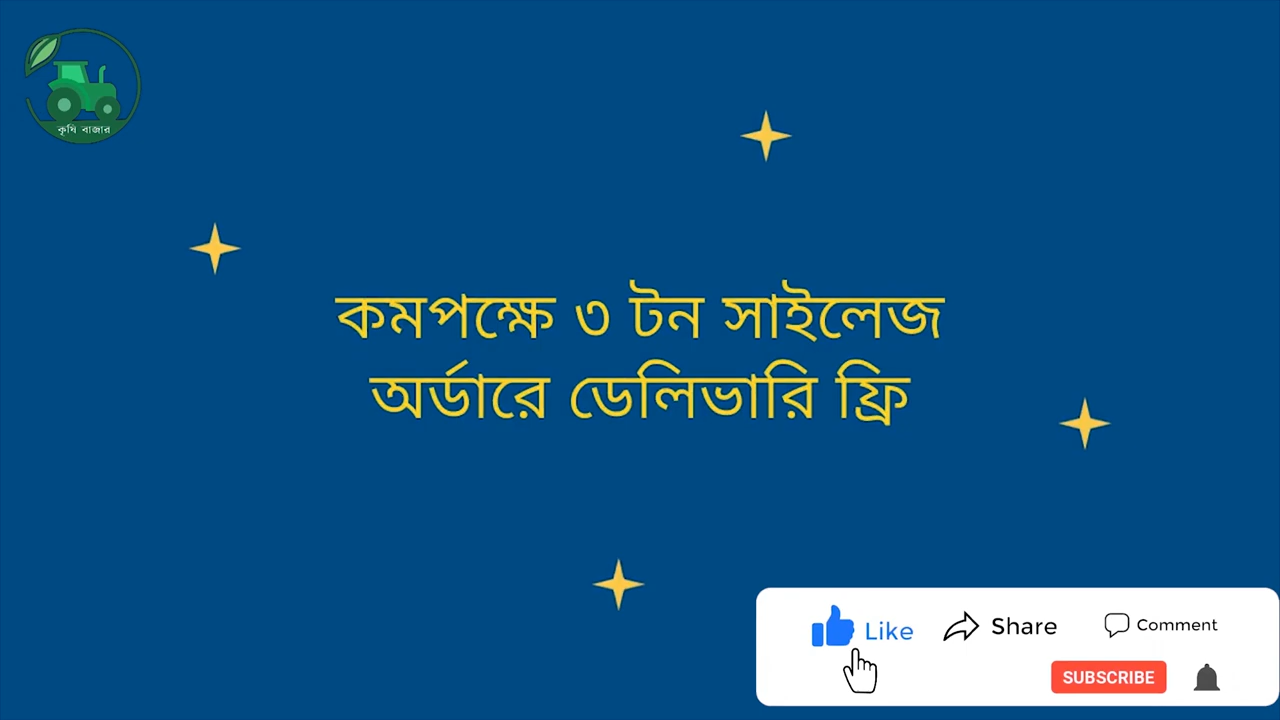 কৃষি বাজার
কমপক্ষে ৩ টন সাইলেজ
অর্ডারে ডেলিভারি ফ্রি
Like Share Comment
SUBSCRIBE